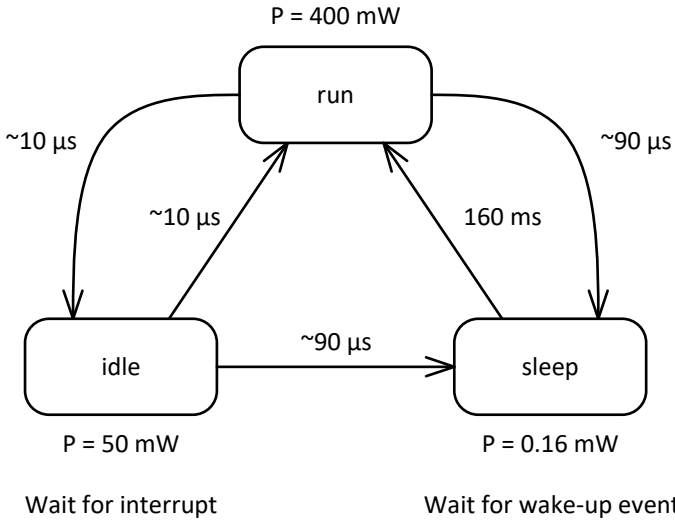 P = 400 mW
run
~10 μs
~90 μs
~10 μs
160 ms
~90 μs
idle
sleep
P = 50 mW
P = 0.16 mW
Wait for interrupt
Wait for wake-up event